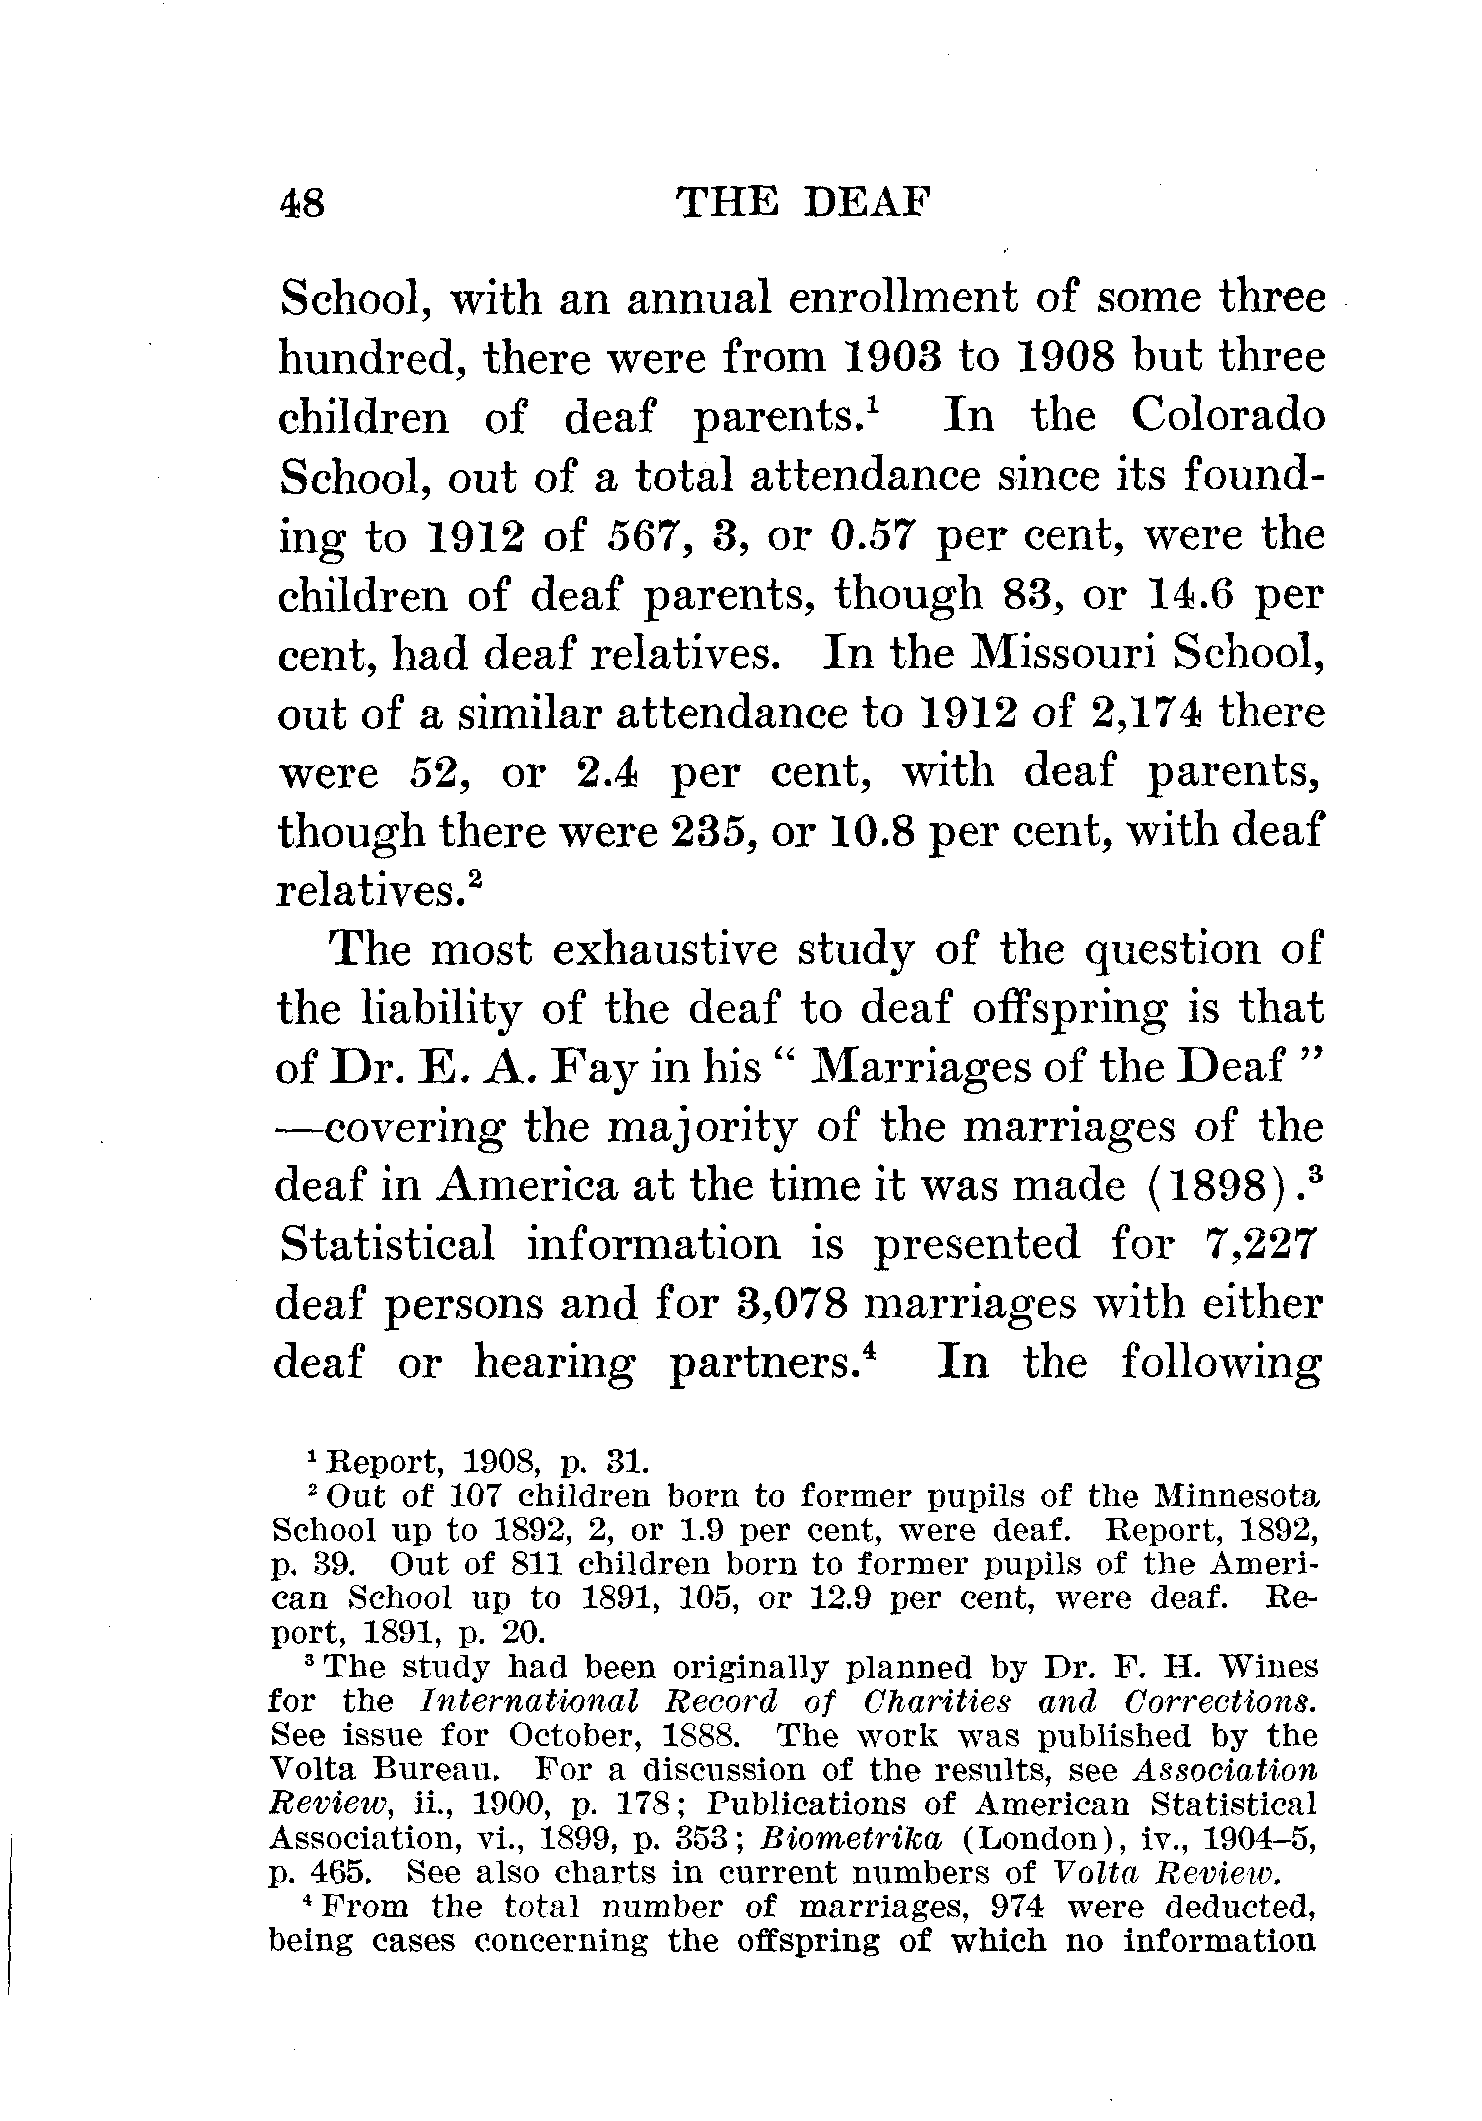 48 THE DEAF
School, with an annual enrollment of some three
hundred, there were from 1903 to 1908 but three
children of deaf parents.¹ In the Colorado
School, out of a total attendance since its found-
ing to 1912 of 567, 3, or 0.57 per cent, were the
children of deaf parents, though 83, or 14.6 per
cent, had deaf relatives. In the Missouri School,
out of a similar attendance to 1912 of 2,174 there
were 52, or 2.4 per cent, with deaf parents,
though there were 235, or 10.8 per cent, with deaf
relatives.²
The most exhaustive study of the question of
the liability of the deaf to deaf offspring is that
of Dr. E. A. Fay in his “ Marriages of the Deaf ”
—covering the majority of the marriages of the
deaf in America at the time it was made (1898).³
Statistical information is presented for 7,227
deaf persons and for 3,078 marriages with either
deaf or hearing partners.⁴ In the following
¹ Report, 1908, p. 31.
² Out of 107 children born to former pupils of the Minnesota
School up to 1892, 2, or 1.9 per cent, were deaf. Report, 1892,
p. 39. Out of 811 children born to former pupils of the Ameri-
can School up to 1891, 105, or 12.9 per cent, were deaf. Re-
port, 1891, p. 20.
³ The study had been originally planned by Dr. F. H. Wines
for the International Record of Charities and Corrections.
See issue for October, 1888. The work was published by the
Volta Bureau. For a discussion of the results, see Association
Review, ii., 1900, p. 178; Publications of American Statistical
Association, vi., 1899, p. 353; Biometrika (London), iv., 1904–5,
p. 465. See also charts in current numbers of Volta Review.
⁴ From the total number of marriages, 974 were deducted,
being cases concerning the offspring of which no information